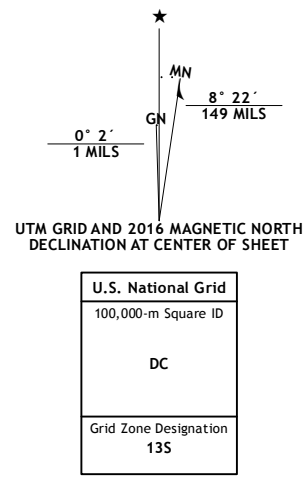 MN
GN
8° 22´
149 MILS
0° 2´
1 MILS
UTM GRID AND 2016 MAGNETIC NORTH
DECLINATION AT CENTER OF SHEET
U.S. National Grid
100,000-m Square ID
DC
Grid Zone Designation
13S